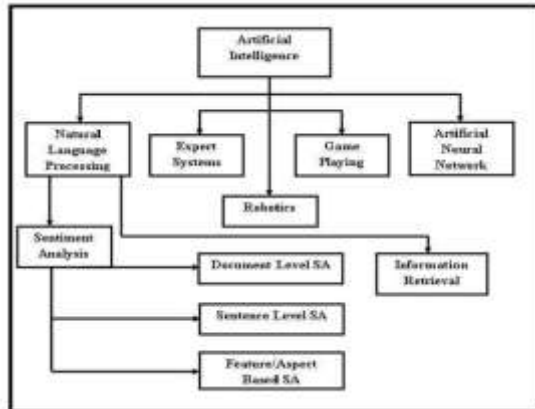 Artificial
Intelligence
Natural
Language
Processing
Expert
Systems
Game
Playing
Artificial
Neural
Network
Robotics
Sentiment
Analysis
Document Level SA
Information
Retrieval
Sentence Level SA
Feature/Aspect
Based SA